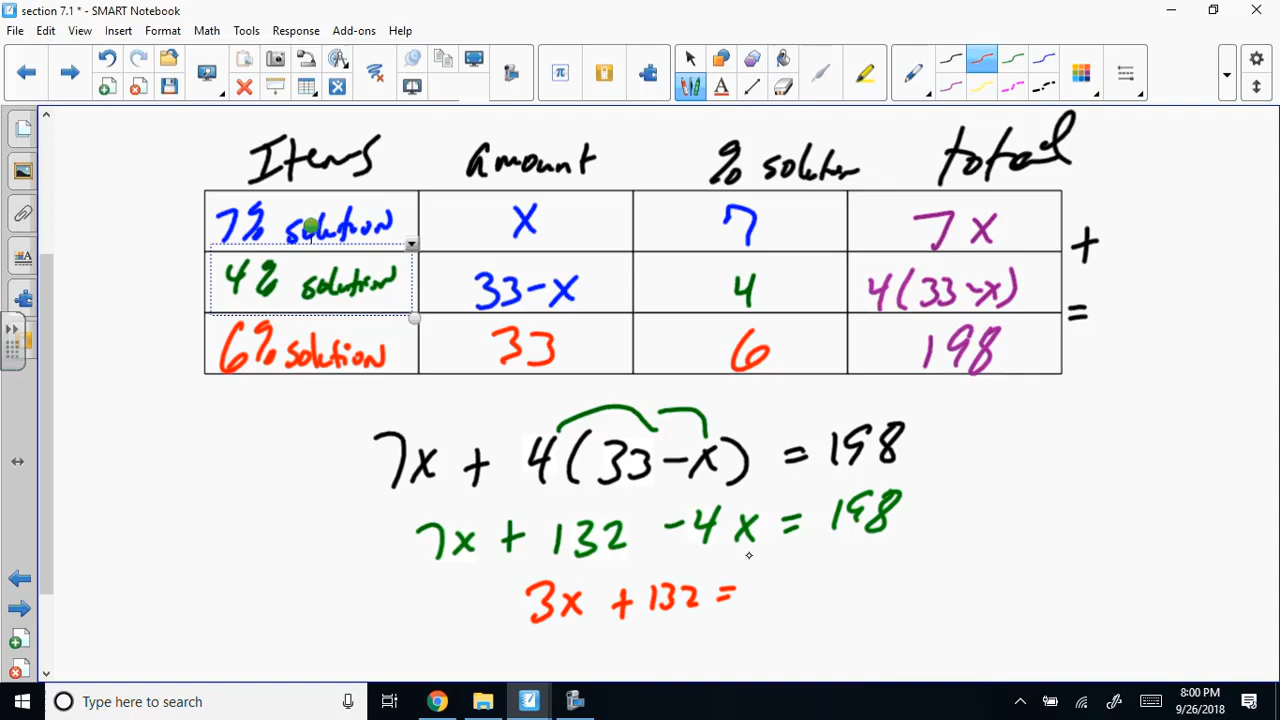 section 7.1 * - SMART Notebook
File Edit View Insert Format Math Tools Response Add-ons Help
Items amount % solution total
7% solution x 7 7x +
4% solution 33-x 4 4(33-x) =
6% solution 33 6 198
7x + 4(33-x) = 198
7x + 132 -4x = 198
3x +132 =
Type here to search
8:00 PM
9/26/2018